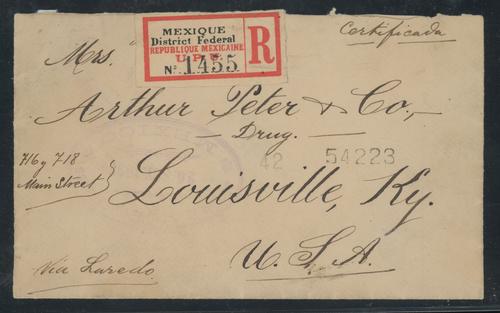 MEXIQUE
District Federal
REPUBLIQUE MEXICAINE
U.P.U.
N° 1455
R
Certificada
Mrs.
Arthur Peter & Co,
Drug.
42 54223
716 y 718
Main Street
Louisville, Ky.
U.S.A.
Via Laredo